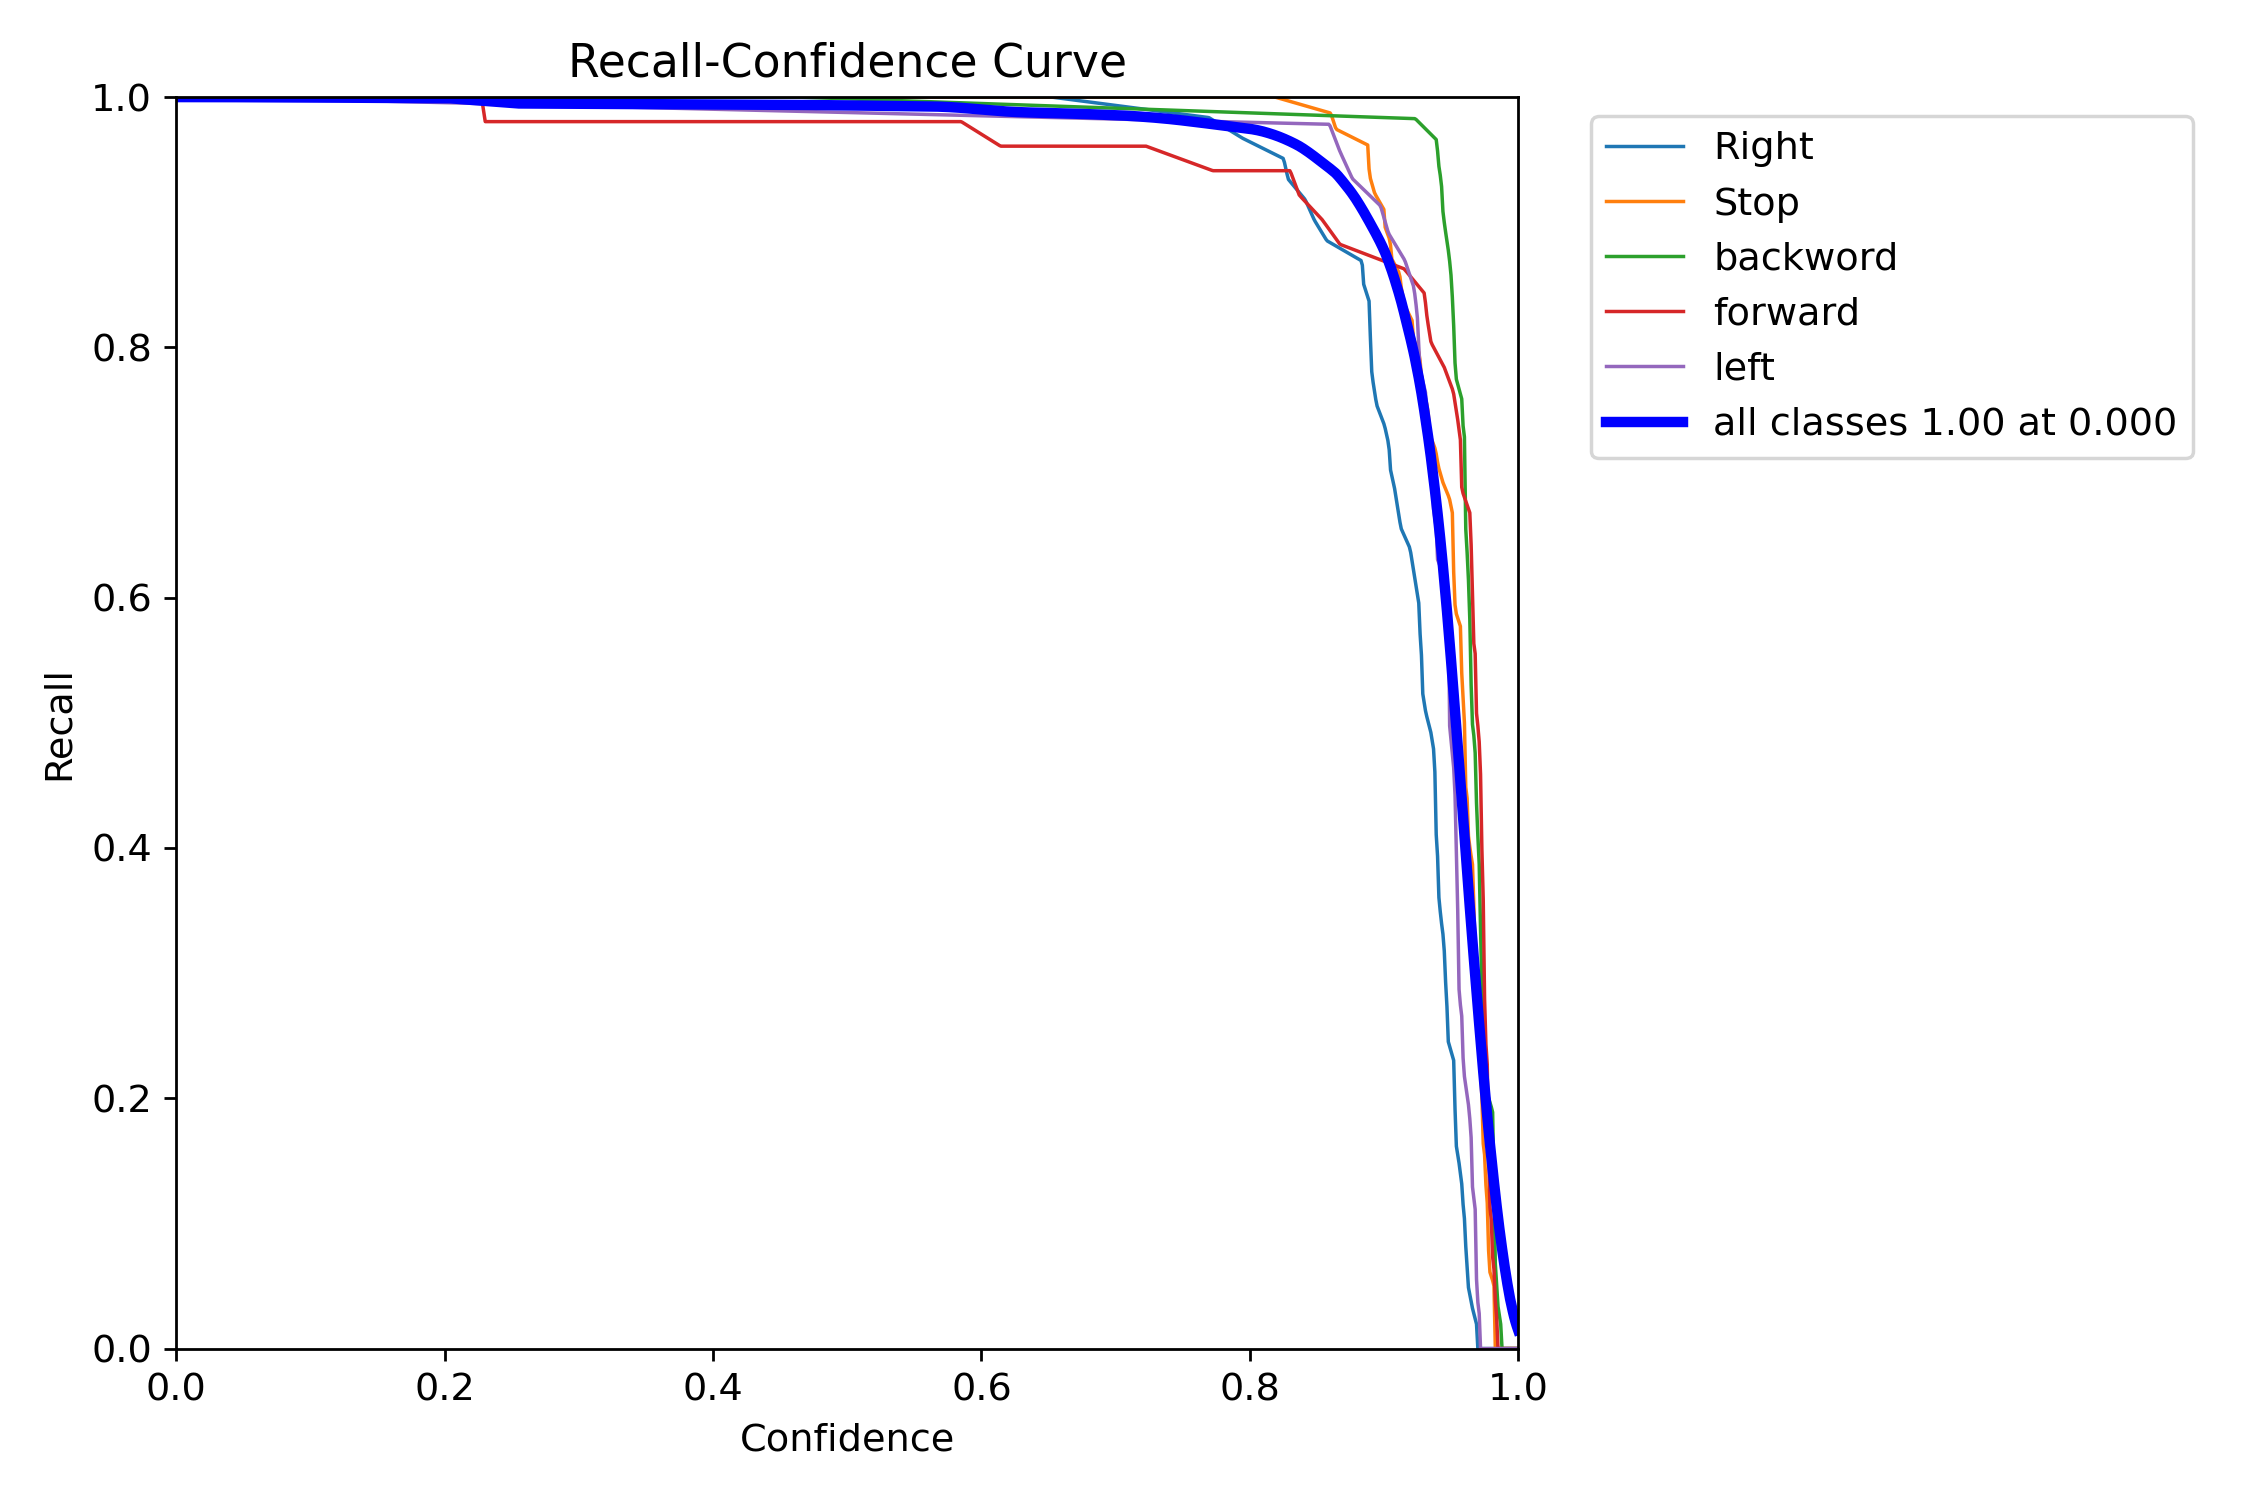 Recall-Confidence Curve
1.0
0.8
0.6
0.4
0.2
0.0
Recall
0.0 0.2 0.4 0.6 0.8 1.0
Confidence
Right
Stop
backword
forward
left
all classes 1.00 at 0.000